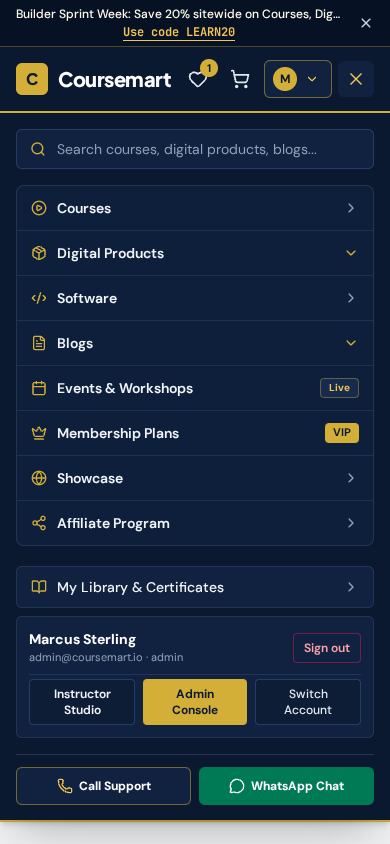 Builder Sprint Week: Save 20% sitewide on Courses, Dig...
Use code LEARN20
C Coursemart 1 M
Search courses, digital products, blogs...
Courses
Digital Products
Software
Blogs
Events & Workshops Live
Membership Plans VIP
Showcase
Affiliate Program
My Library & Certificates
Marcus Sterling
admin@coursemart.io · admin
Sign out
Instructor Studio
Admin Console
Switch Account
Call Support
WhatsApp Chat